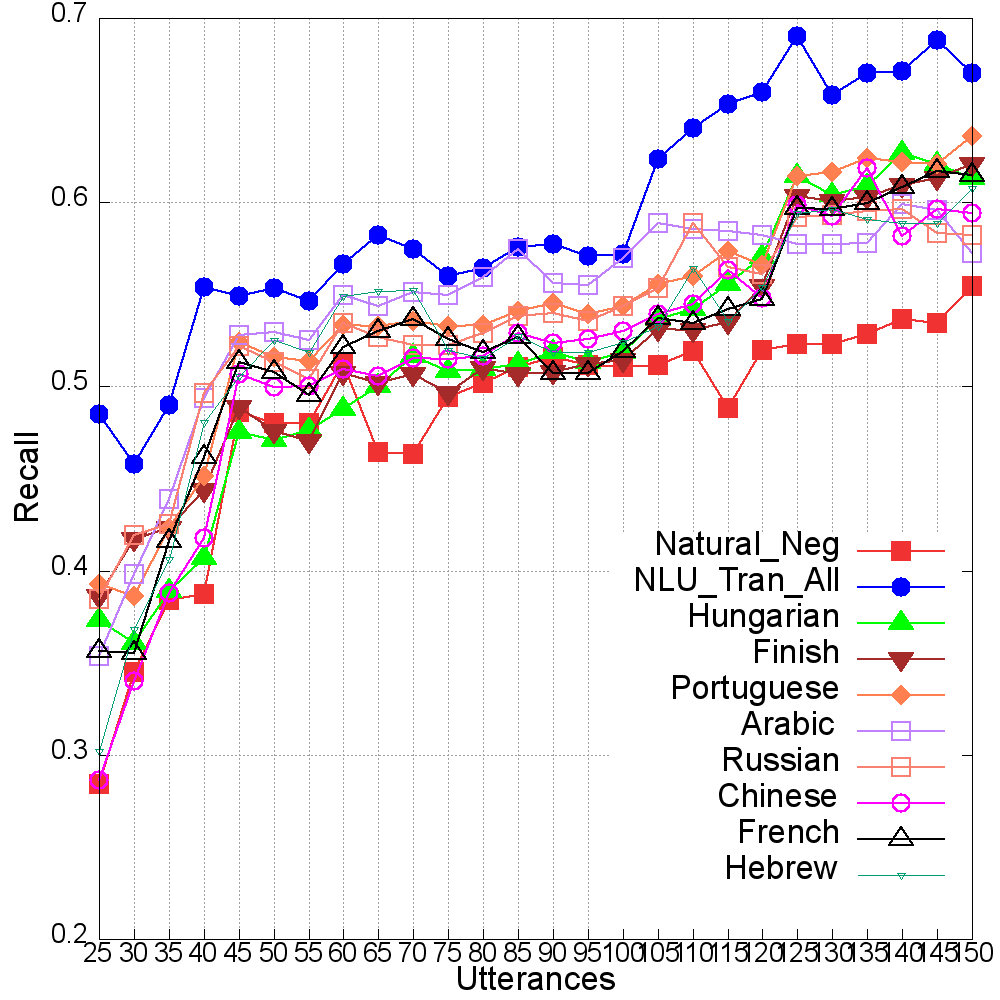 0.7
0.6
0.5
0.4
0.3
0.2
Recall
25 30 35 40 45 50 55 60 65 70 75 80 85 90 95 100 105 110 115 120 125 130 135 140 145 150
Utterances
Natural_Neg
NLU_Tran_All
Hungarian
Finish
Portuguese
Arabic
Russian
Chinese
French
Hebrew